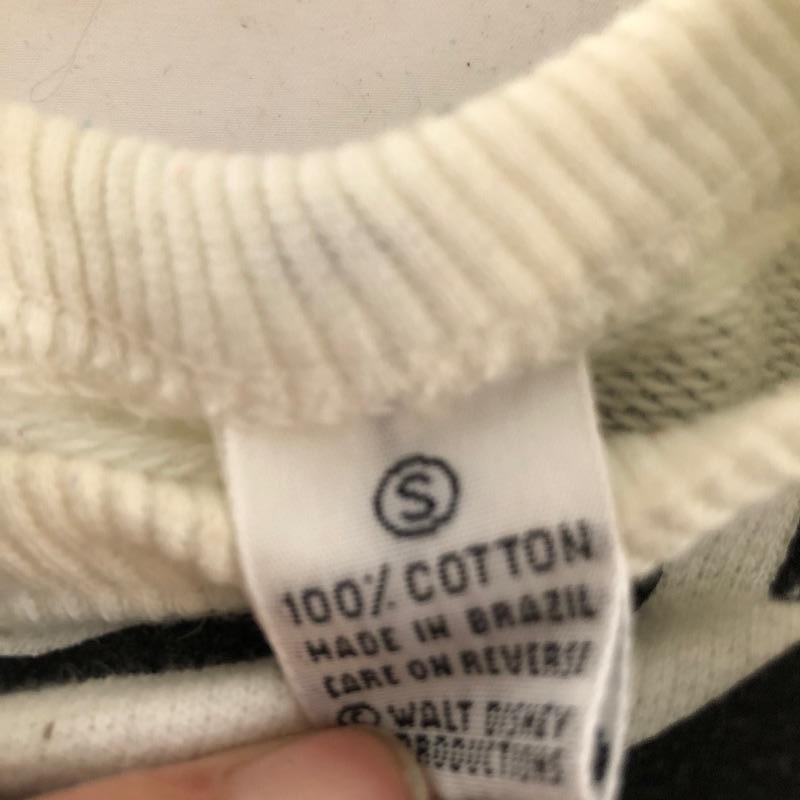 S
100% COTTON
MADE IN BRAZIL
CARE ON REVERSE
© WALT DISNEY
PRODUCTIONS